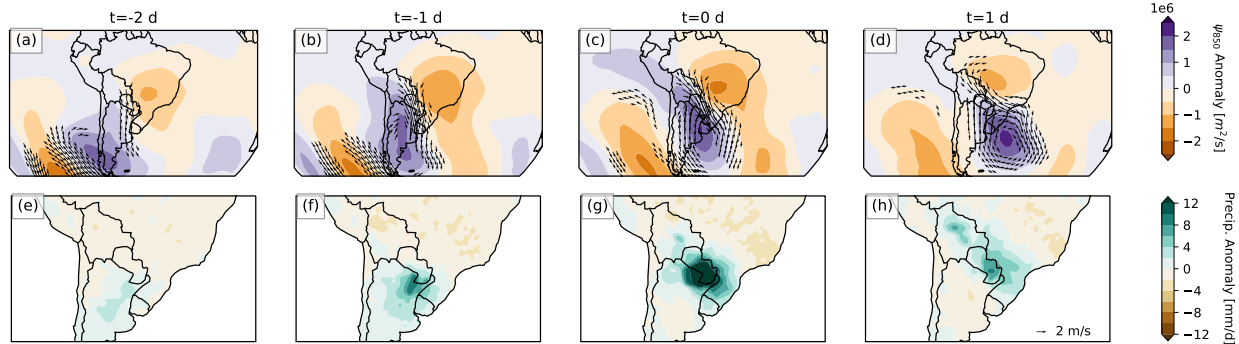 t=-2 d
t=-1 d
t=0 d
t=1 d
(a)
(b)
(c)
(d)
1e6
2
1
0
−1
−2
ψ850 Anomaly [m²/s]
(e)
(f)
(g)
(h)
2 m/s
12
8
4
0
−4
−8
−12
Precip. Anomaly [mm/d]